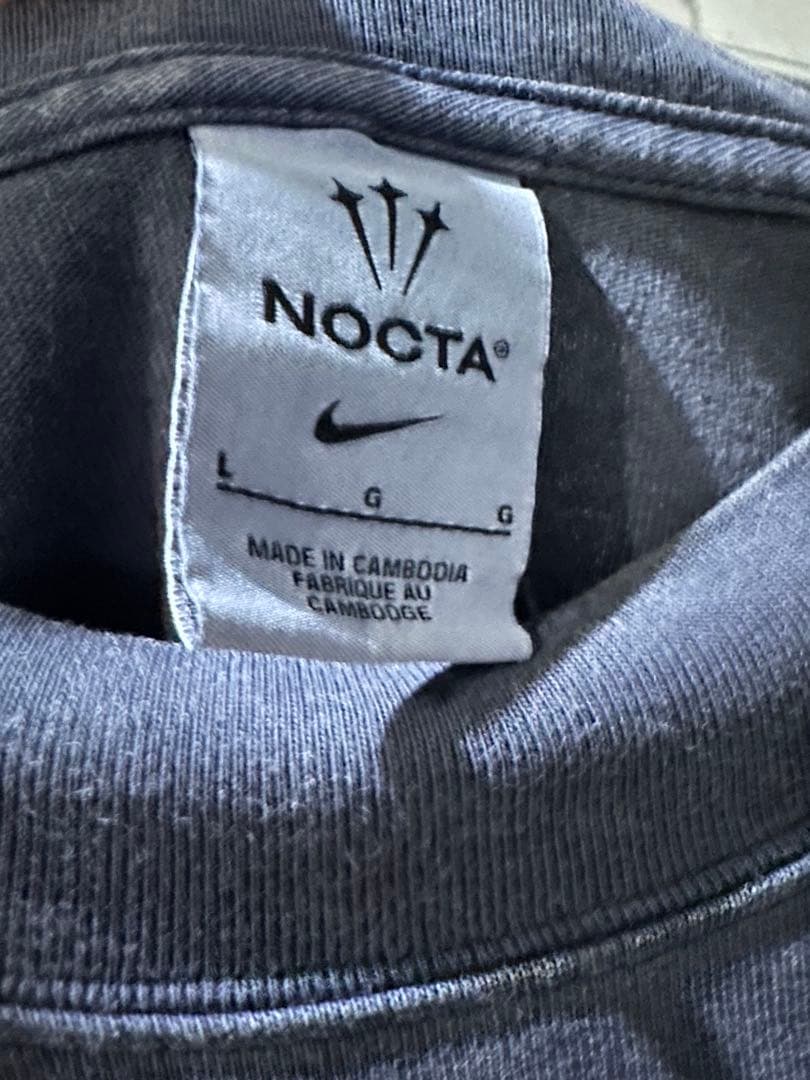 NOCTA®
L G G
MADE IN CAMBODIA
FABRIQUE AU
CAMBODGE